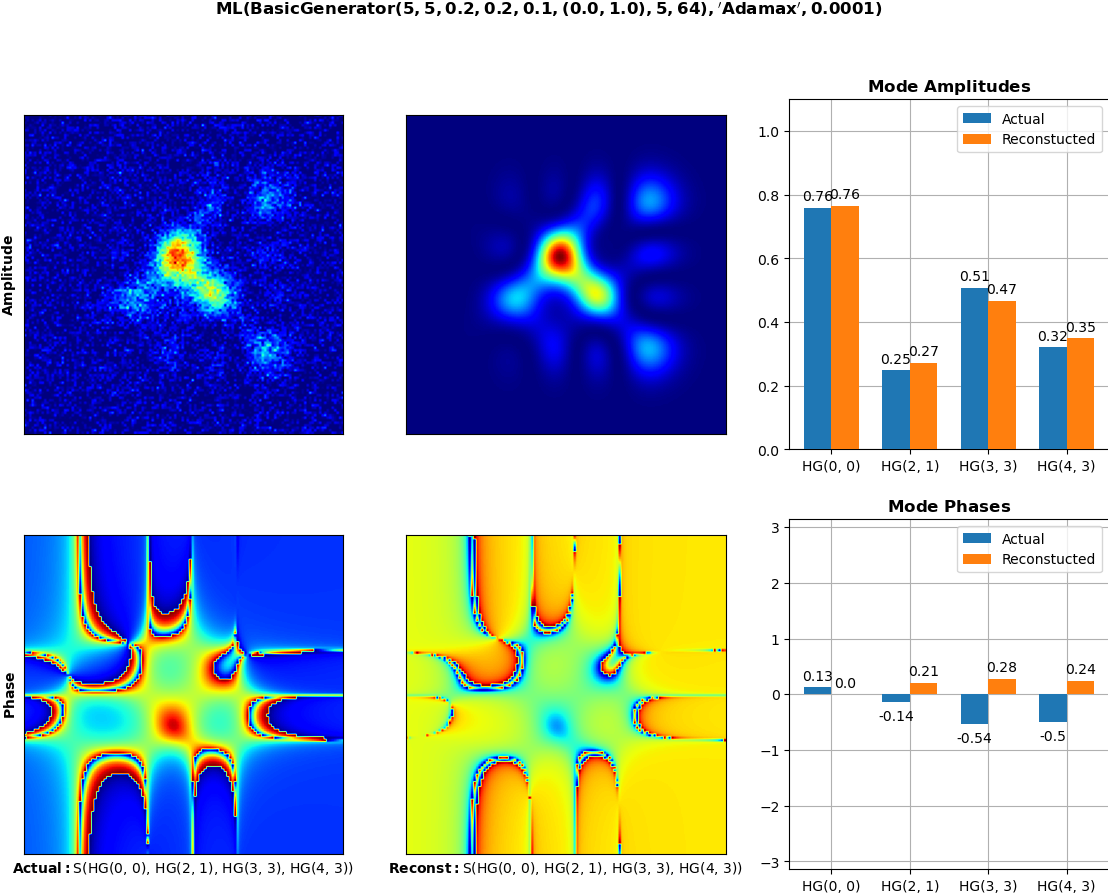 ML(BasicGenerator(5, 5, 0.2, 0.2, 0.1, (0.0, 1.0), 5, 64), ′Adamax′, 0.0001)
Amplitude
Mode Amplitudes
Actual
Reconstucted
1.0
0.8
0.6
0.4
0.2
0.0
0.76
0.76
0.25
0.27
0.51
0.47
0.32
0.35
HG(0, 0)
HG(2, 1)
HG(3, 3)
HG(4, 3)
Phase
Actual: S(HG(0, 0), HG(2, 1), HG(3, 3), HG(4, 3))
Reconst: S(HG(0, 0), HG(2, 1), HG(3, 3), HG(4, 3))
Mode Phases
Actual
Reconstucted
3
2
1
0
−1
−2
−3
0.13
0.0
-0.14
0.21
-0.54
0.28
-0.5
0.24
HG(0, 0)
HG(2, 1)
HG(3, 3)
HG(4, 3)